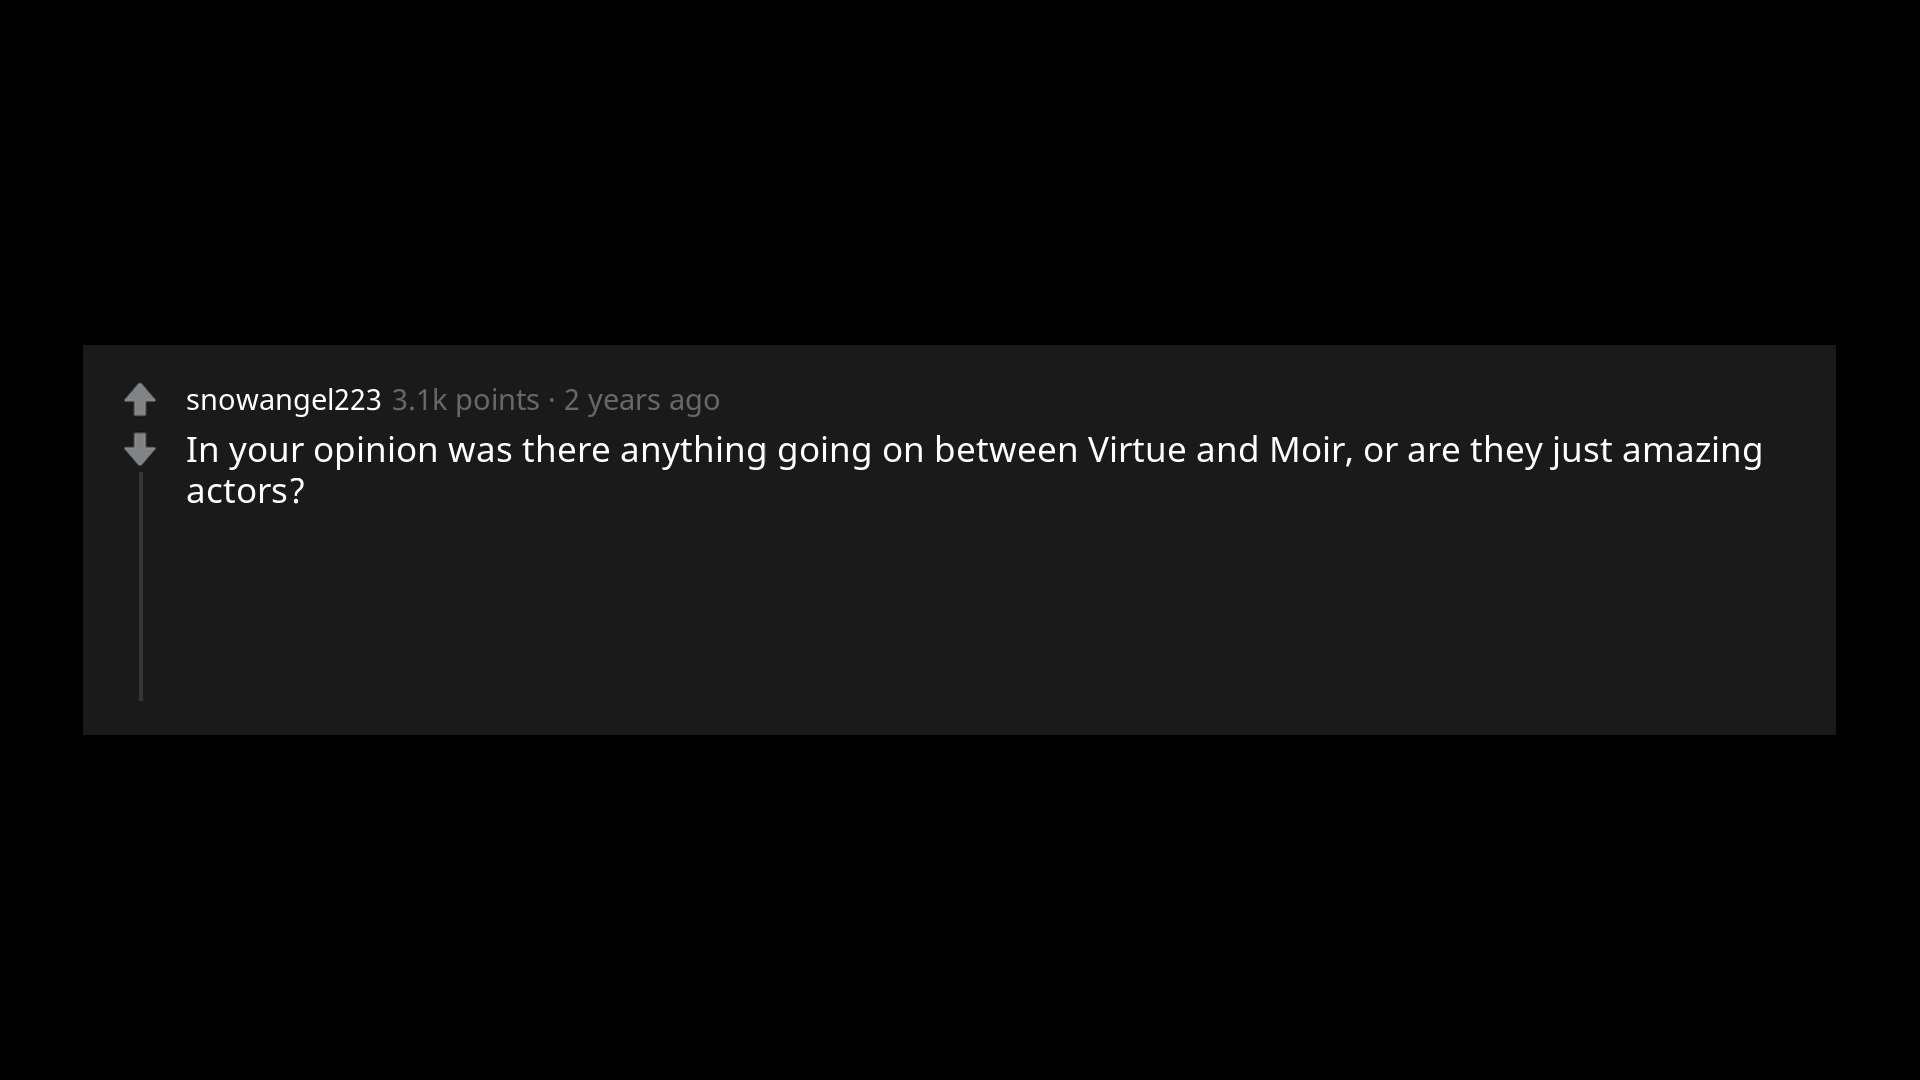 snowangel223 3.1k points · 2 years ago
In your opinion was there anything going on between Virtue and Moir, or are they just amazing
actors?